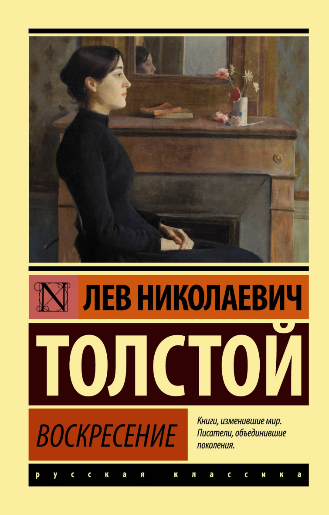 N
ЛЕВ НИКОЛАЕВИЧ
ТОЛСТОЙ
ВОСКРЕСЕНИЕ
Книги, изменившие мир.
Писатели, объединившие
поколения.
русская классика